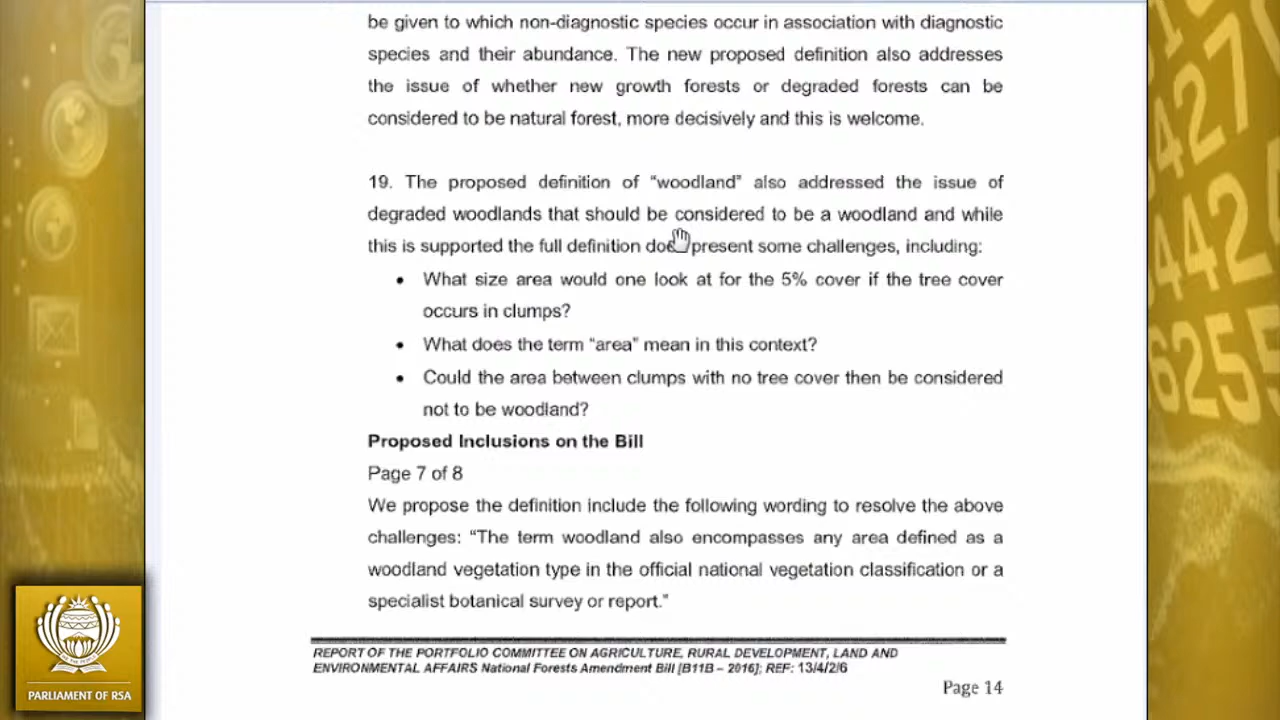 be given to which non-diagnostic species occur in association with diagnostic
species and their abundance. The new proposed definition also addresses
the issue of whether new growth forests or degraded forests can be
considered to be natural forest, more decisively and this is welcome.
19. The proposed definition of “woodland” also addressed the issue of
degraded woodlands that should be considered to be a woodland and while
this is supported the full definition does present some challenges, including:
• What size area would one look at for the 5% cover if the tree cover
occurs in clumps?
• What does the term “area” mean in this context?
• Could the area between clumps with no tree cover then be considered
not to be woodland?
Proposed Inclusions on the Bill
Page 7 of 8
We propose the definition include the following wording to resolve the above
challenges: “The term woodland also encompasses any area defined as a
woodland vegetation type in the official national vegetation classification or a
specialist botanical survey or report.”
REPORT OF THE PORTFOLIO COMMITTEE ON AGRICULTURE, RURAL DEVELOPMENT, LAND AND
ENVIRONMENTAL AFFAIRS National Forests Amendment Bill [B11B – 2016]; REF: 13/4/2/6
Page 14
PARLIAMENT OF RSA
427
4420
6255